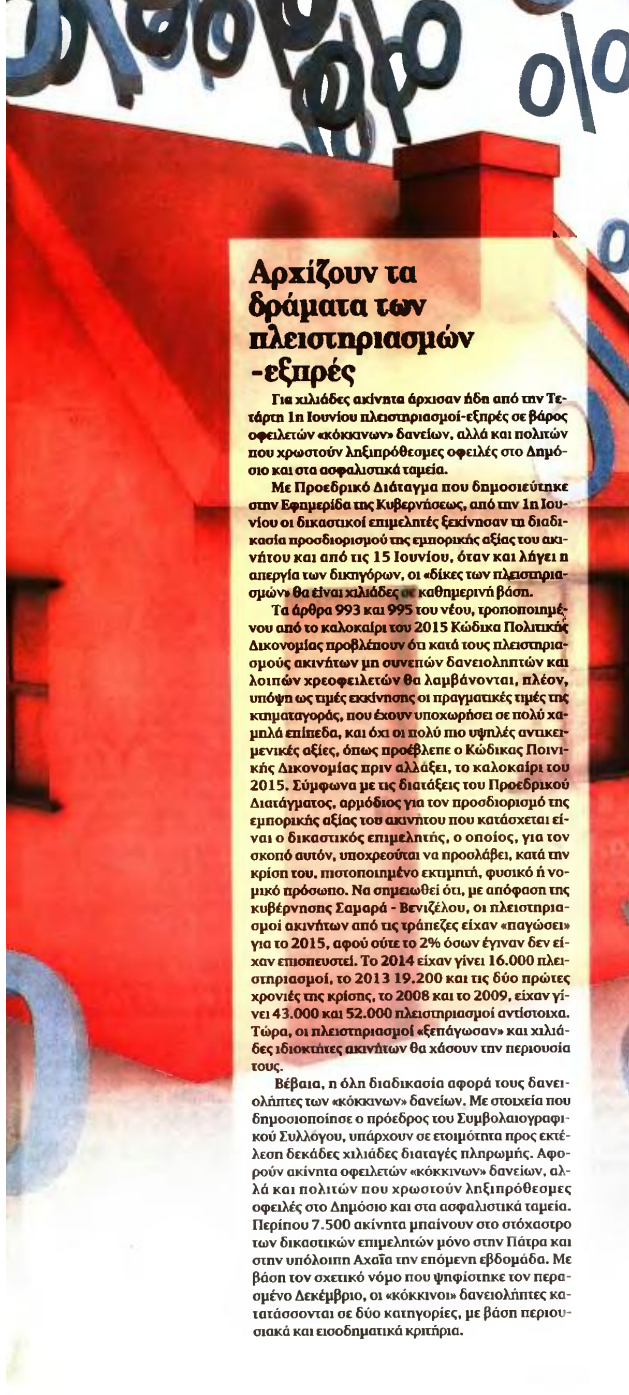 Αρχίζουν τα
δράματα των
πλειστηριασμών
-εξπρές
Για χιλιάδες ακίνητα άρχισαν ήδη από την Τε-
τάρτη 1η Ιουνίου πλειστηριασμοί-εξπρές σε βάρος
οφειλετών «κόκκινων» δανείων, αλλά και πολιτών
που χρωστούν ληξιπρόθεσμες οφειλές στο Δημό-
σιο και στα ασφαλιστικά ταμεία.
Με Προεδρικό Διάταγμα που δημοσιεύτηκε
στην Εφημερίδα της Κυβερνήσεως, από την 1η Ιου-
νίου οι δικαστικοί επιμελητές ξεκίνησαν τη διαδι-
κασία προσδιορισμού της εμπορικής αξίας του ακι-
νήτου και από τις 15 Ιουνίου, όταν και λήγει η
απεργία των δικηγόρων, οι «δίκες των πλειστηρια-
σμών» θα είναι χιλιάδες σε καθημερινή βάση.
Τα άρθρα 993 και 995 του νέου, τροποποιημέ-
νου από το καλοκαίρι του 2015 Κώδικα Πολιτικής
Δικονομίας προβλέπουν ότι κατά τους πλειστηρια-
σμούς ακινήτων μη συνεπών δανειοληπτών και
λοιπών χρεοφειλετών θα λαμβάνονται, πλέον,
υπόψη ως τιμές εκκίνησης οι πραγματικές τιμές της
κτηματαγοράς, που έχουν υποχωρήσει σε πολύ χα-
μηλά επίπεδα, και όχι οι πολύ πιο υψηλές αντικει-
μενικές αξίες, όπως προέβλεπε ο Κώδικας Ποινι-
κής Δικονομίας πριν αλλάξει, το καλοκαίρι του
2015. Σύμφωνα με τις διατάξεις του Προεδρικού
Διατάγματος, αρμόδιος για τον προσδιορισμό της
εμπορικής αξίας του ακινήτου που κατάσχεται εί-
ναι ο δικαστικός επιμελητής, ο οποίος, για τον
σκοπό αυτόν, υποχρεούται να προσλάβει, κατά την
κρίση του, πιστοποιημένο εκτιμητή, φυσικό ή νο-
μικό πρόσωπο. Να σημειωθεί ότι, με απόφαση της
κυβέρνησης Σαμαρά - Βενιζέλου, οι πλειστηρια-
σμοί ακινήτων από τις τράπεζες είχαν «παγώσει»
για το 2015, αφού ούτε το 2% όσων έγιναν δεν εί-
χαν επισπευστεί. Το 2014 είχαν γίνει 16.000 πλει-
στηριασμοί, το 2013 19.200 και τις δύο πρώτες
χρονιές της κρίσης, το 2008 και το 2009, είχαν γί-
νει 43.000 και 52.000 πλειστηριασμοί αντίστοιχα.
Τώρα, οι πλειστηριασμοί «ξεπάγωσαν» και χιλιά-
δες ιδιοκτήτες ακινήτων θα χάσουν την περιουσία
τους.
Βέβαια, η όλη διαδικασία αφορά τους δανει-
ολήπτες των «κόκκινων» δανείων. Με στοιχεία που
δημοσιοποίησε ο πρόεδρος του Συμβολαιογραφι-
κού Συλλόγου, υπάρχουν σε ετοιμότητα προς εκτέ-
λεση δεκάδες χιλιάδες διαταγές πληρωμής. Αφο-
ρούν ακίνητα οφειλετών «κόκκινων» δανείων, αλ-
λά και πολιτών που χρωστούν ληξιπρόθεσμες
οφειλές στο Δημόσιο και στα ασφαλιστικά ταμεία.
Περίπου 7.500 ακίνητα μπαίνουν στο στόχαστρο
των δικαστικών επιμελητών μόνο στην Πάτρα και
στην υπόλοιπη Αχαΐα την επόμενη εβδομάδα. Με
βάση τον σχετικό νόμο που ψηφίστηκε τον περα-
σμένο Δεκέμβριο, οι «κόκκινοι» δανειολήπτες κα-
τατάσσονται σε δύο κατηγορίες, με βάση περιου-
σιακά και εισοδηματικά κριτήρια.